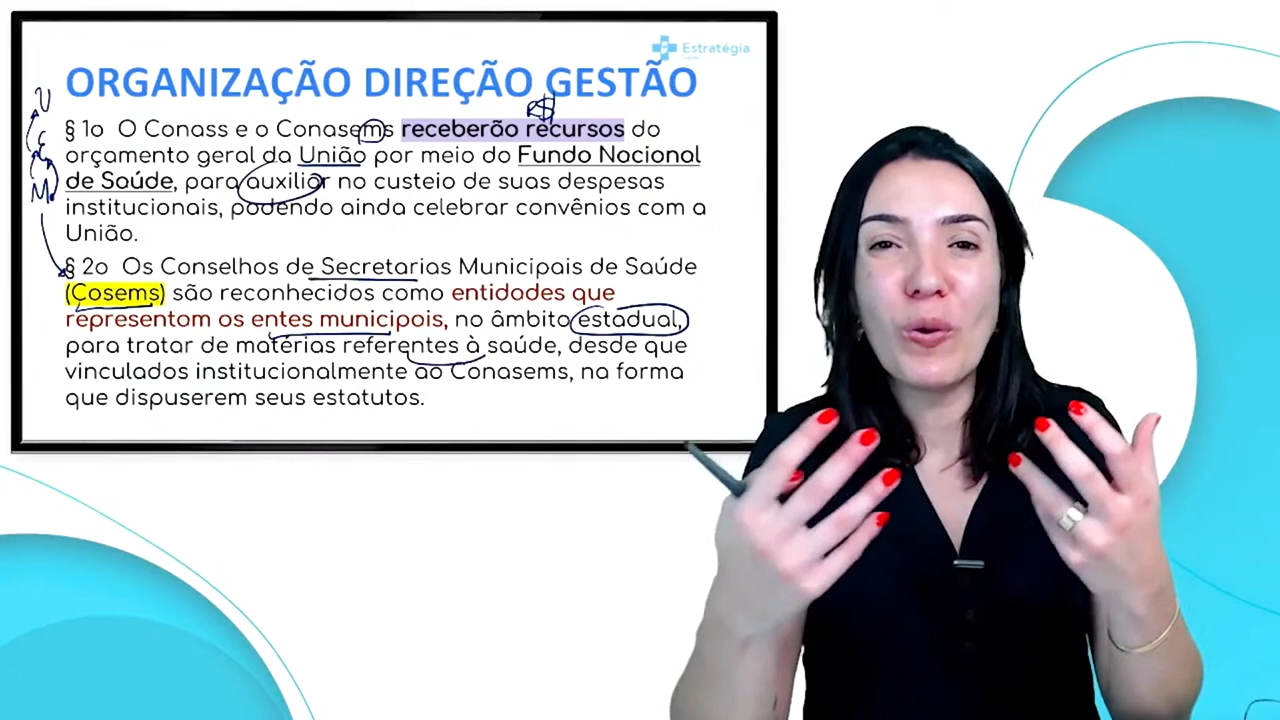 Estratégia
Saúde
ORGANIZAÇÃO DIREÇÃO GESTÃO
§ 1o O Conass e o Conasems receberão recursos do
orçamento geral da União por meio do Fundo Nacional
de Saúde, para auxiliar no custeio de suas despesas
institucionais, podendo ainda celebrar convênios com a
União.
§ 2o Os Conselhos de Secretarias Municipais de Saúde
(Cosems) são reconhecidos como entidades que
representam os entes municipais, no âmbito estadual,
para tratar de matérias referentes à saúde, desde que
vinculados institucionalmente ao Conasems, na forma
que dispuserem seus estatutos.
U
E
M
$